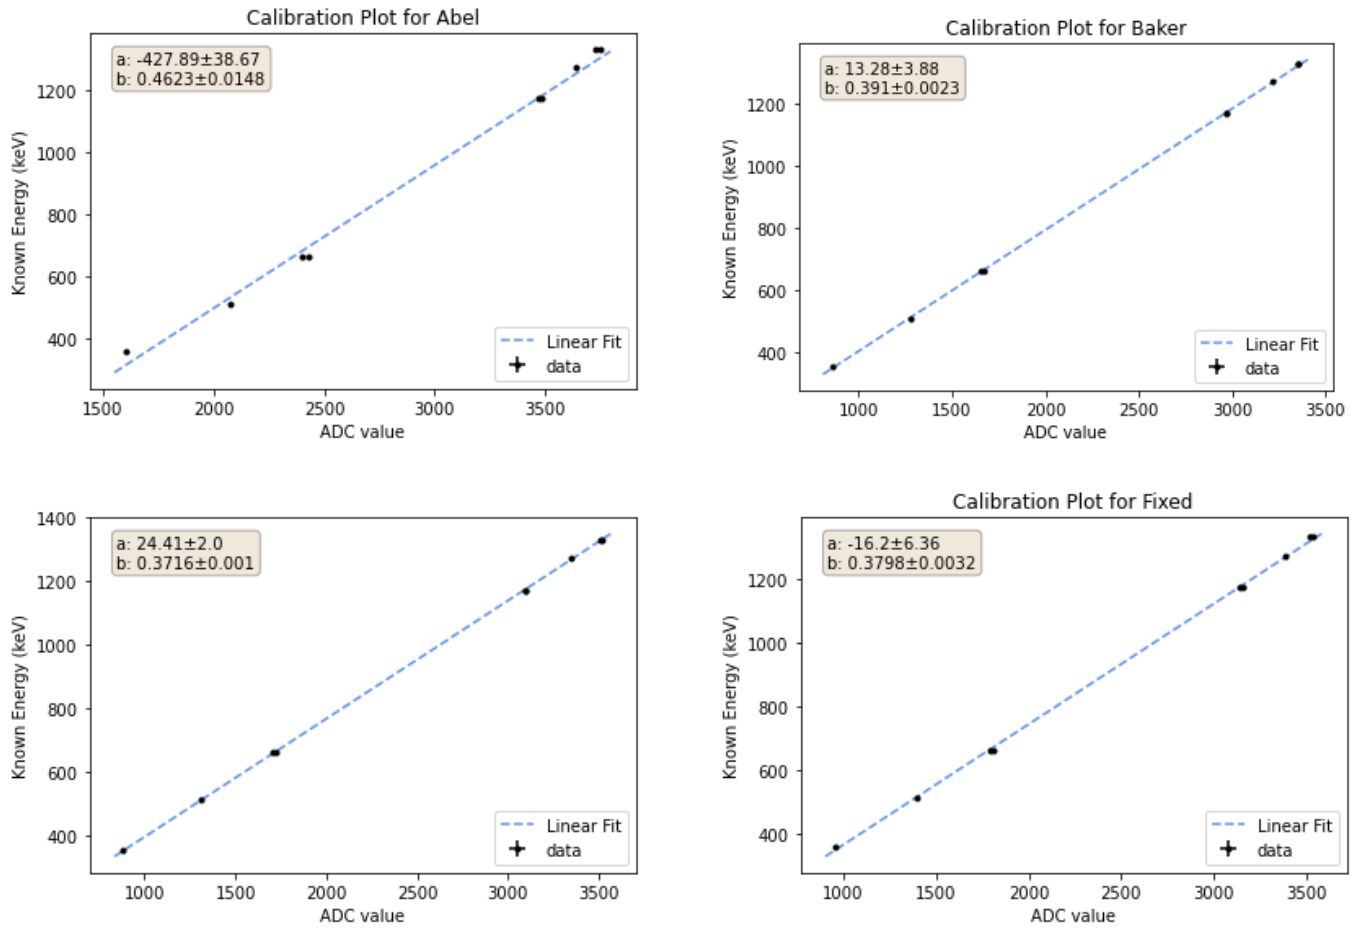 Calibration Plot for Abel
a: -427.89±38.67
b: 0.4623±0.0148
1200
1000
800
600
400
Known Energy (keV)
Linear Fit
data
1500 2000 2500 3000 3500
ADC value
Calibration Plot for Baker
a: 13.28±3.88
b: 0.391±0.0023
1200
1000
800
600
400
Known Energy (keV)
Linear Fit
data
1000 1500 2000 2500 3000 3500
ADC value
1400
a: 24.41±2.0
b: 0.3716±0.001
1200
1000
800
600
400
Known Energy (keV)
Linear Fit
data
1000 1500 2000 2500 3000 3500
ADC value
Calibration Plot for Fixed
a: -16.2±6.36
b: 0.3798±0.0032
1200
1000
800
600
400
Known Energy (keV)
Linear Fit
data
1000 1500 2000 2500 3000 3500
ADC value